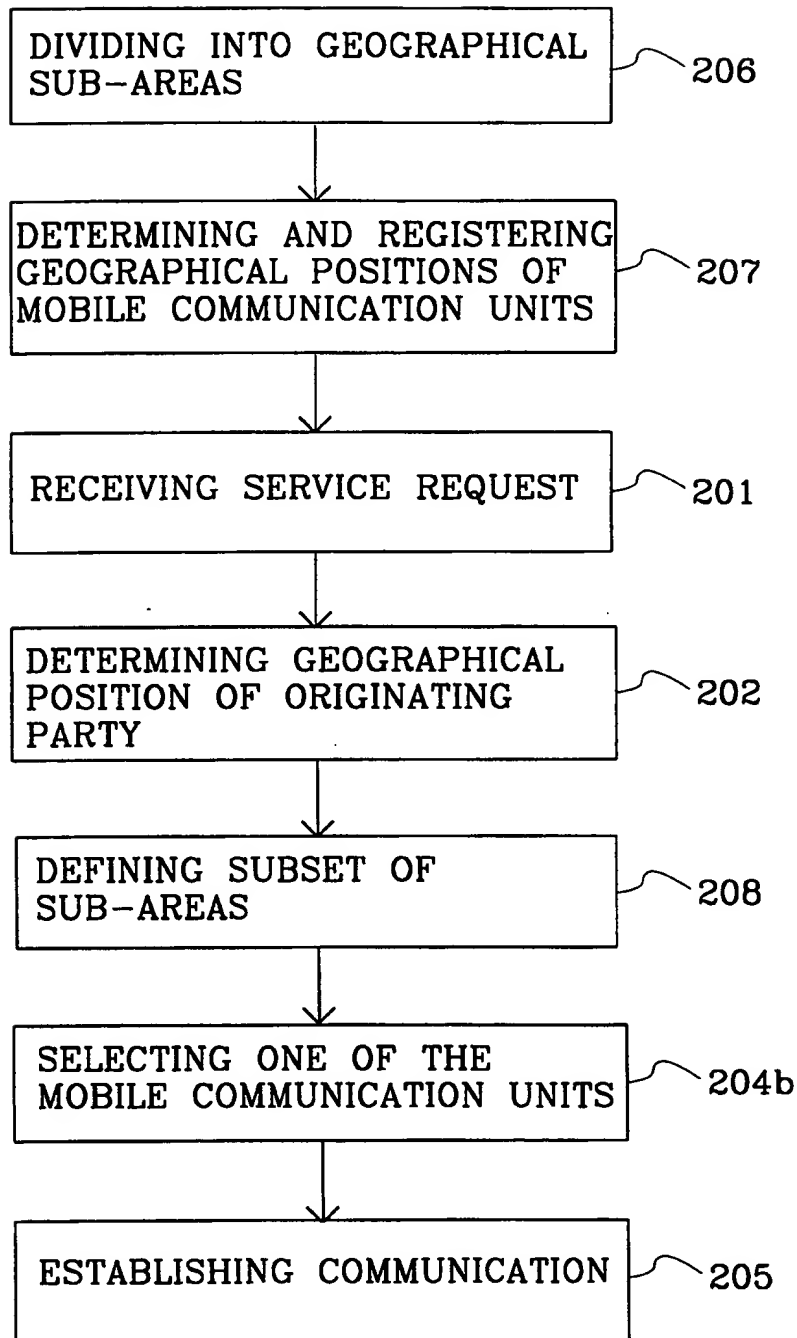 DIVIDING INTO GEOGRAPHICAL
SUB-AREAS
206
DETERMINING AND REGISTERING
GEOGRAPHICAL POSITIONS OF
MOBILE COMMUNICATION UNITS
207
RECEIVING SERVICE REQUEST
201
DETERMINING GEOGRAPHICAL
POSITION OF ORIGINATING
PARTY
202
DEFINING SUBSET OF
SUB-AREAS
208
SELECTING ONE OF THE
MOBILE COMMUNICATION UNITS
204b
ESTABLISHING COMMUNICATION
205